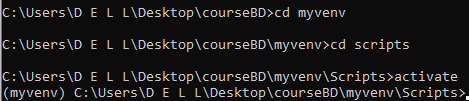 C:\Users\D E L L\Desktop\courseBD>cd myvenv
C:\Users\D E L L\Desktop\courseBD\myvenv>cd scripts
C:\Users\D E L L\Desktop\courseBD\myvenv\Scripts>activate
(myvenv) C:\Users\D E L L\Desktop\courseBD\myvenv\Scripts>